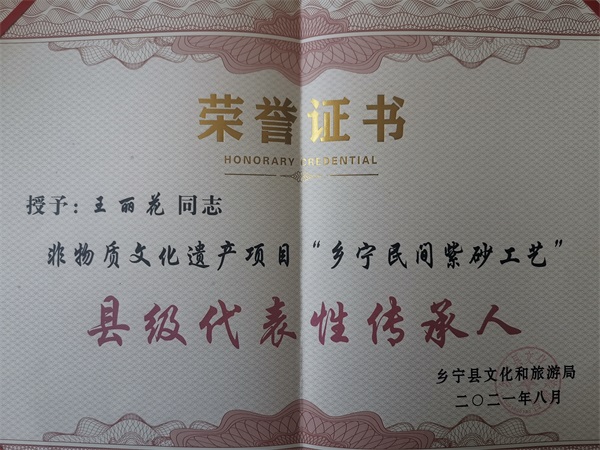 荣誉证书
HONORARY CREDENTIAL
授予：王丽花 同志
非物质文化遗产项目“乡宁民间紫砂工艺”
县级代表性传承人
乡宁县文化和旅游局
二〇二一年八月